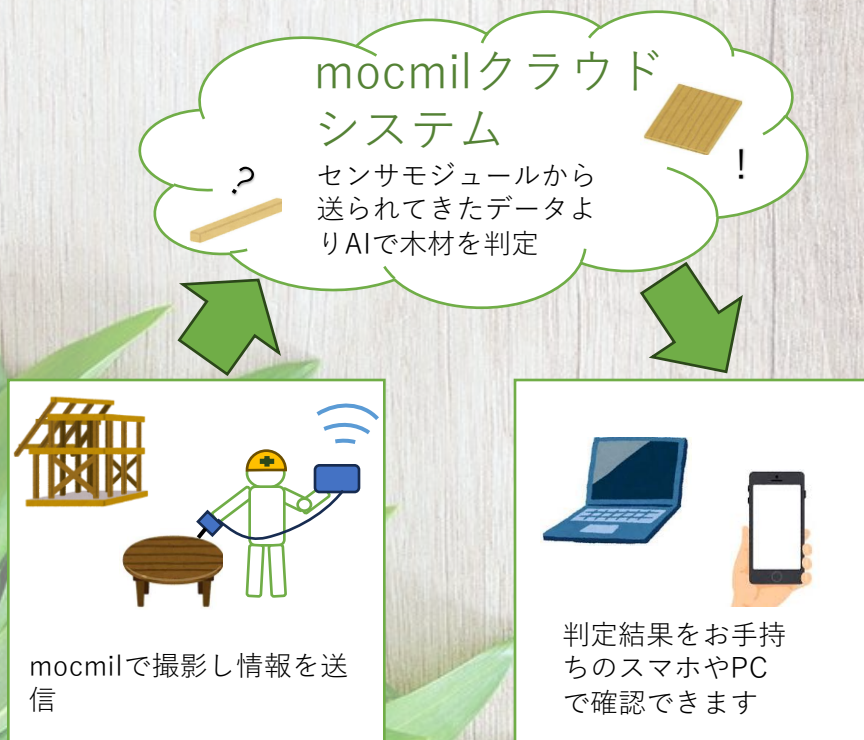 mocmilクラウド
システム
センサモジュールから
送られてきたデータよ
りAIで木材を判定
?
!
mocmilで撮影し情報を送
信
判定結果をお手持
ちのスマホやPC
で確認できます